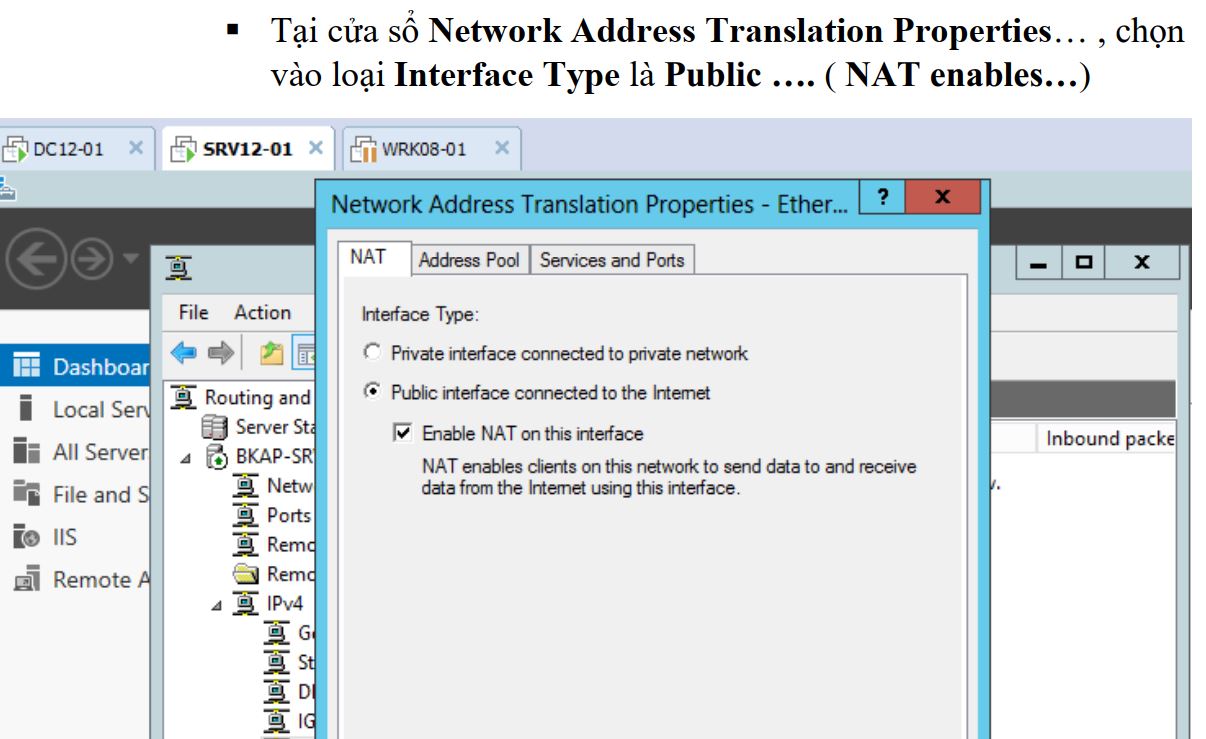 ▪ Tại cửa sổ Network Address Translation Properties… , chọn
vào loại Interface Type là Public …. ( NAT enables…)
DC12-01
SRV12-01
WRK08-01
Network Address Translation Properties - Ether...
NAT
Address Pool
Services and Ports
File
Action
Interface Type:
Private interface connected to private network
Public interface connected to the Internet
Enable NAT on this interface
NAT enables clients on this network to send data to and receive
data from the Internet using this interface.
Dashboar
Local Serv
All Server
File and S
IIS
Remote A
Routing and
Server Sta
BKAP-SR
Netw
Ports
Remo
Remo
IPv4
Ge
St
DI
IG
Inbound packe